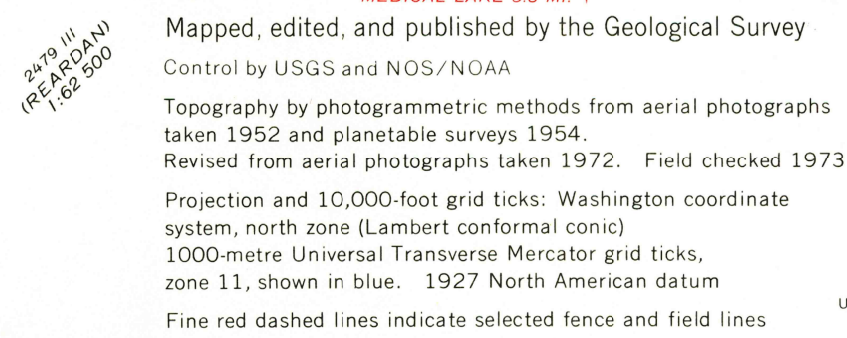 2479 III
(REARDAN)
1:62 500
Mapped, edited, and published by the Geological Survey
Control by USGS and NOS/NOAA
Topography by photogrammetric methods from aerial photographs
taken 1952 and planetable surveys 1954.
Revised from aerial photographs taken 1972. Field checked 1973
Projection and 10,000-foot grid ticks: Washington coordinate
system, north zone (Lambert conformal conic)
1000-metre Universal Transverse Mercator grid ticks,
zone 11, shown in blue. 1927 North American datum
Fine red dashed lines indicate selected fence and field lines